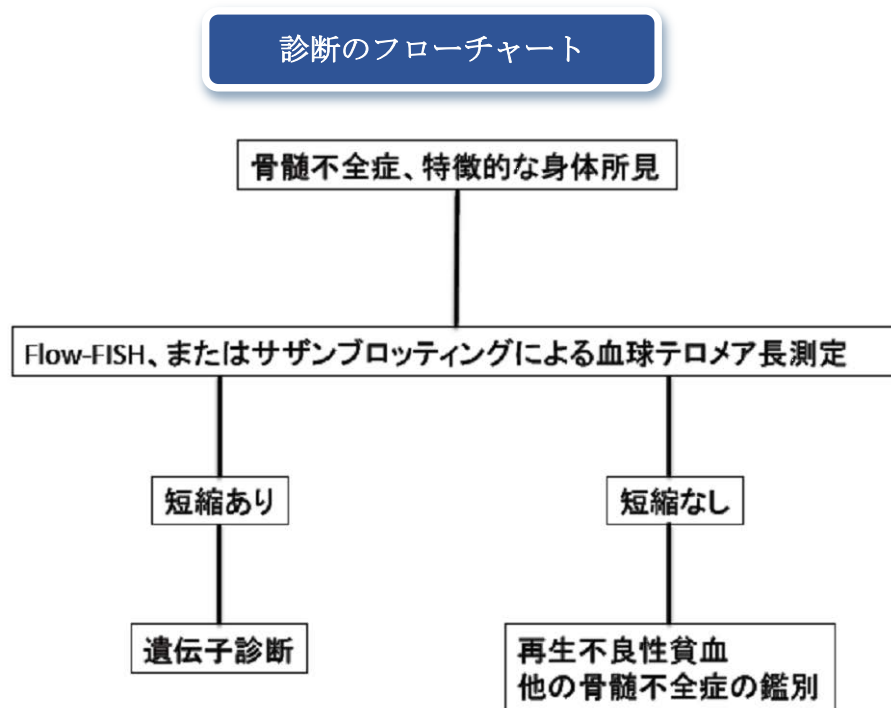 診断のフローチャート
骨髄不全症、特徴的な身体所見
Flow-FISH、またはサザンブロッティングによる血球テロメア長測定
短縮あり
短縮なし
遺伝子診断
再生不良性貧血
他の骨髄不全症の鑑別